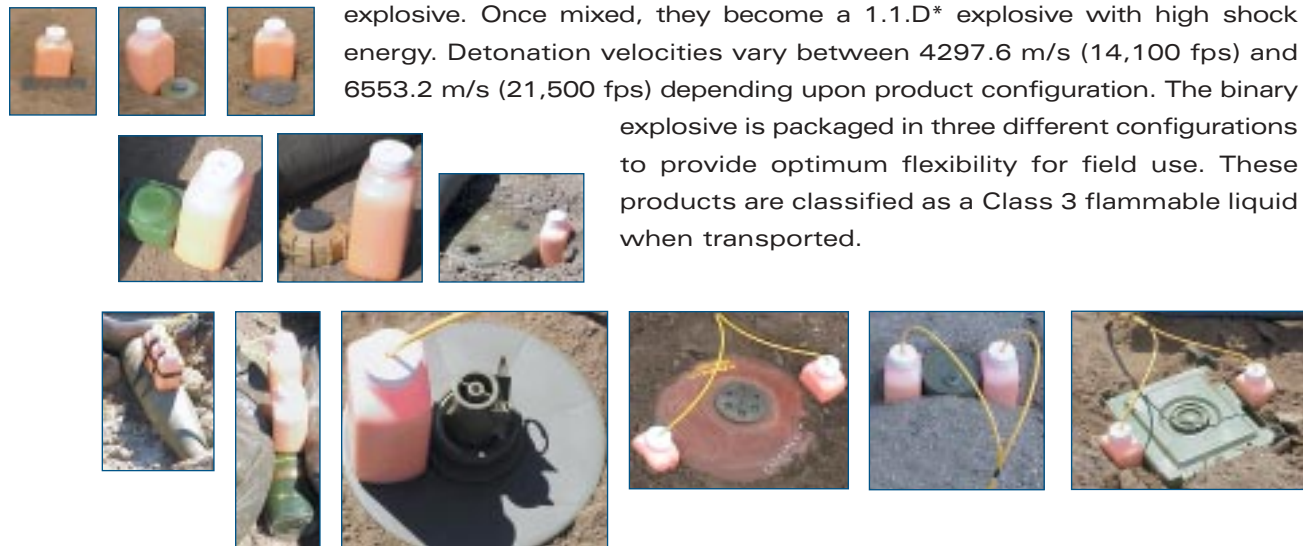 explosive. Once mixed, they become a 1.1.D* explosive with high shock
energy. Detonation velocities vary between 4297.6 m/s (14,100 fps) and
6553.2 m/s (21,500 fps) depending upon product configuration. The binary
explosive is packaged in three different configurations
to provide optimum flexibility for field use. These
products are classified as a Class 3 flammable liquid
when transported.